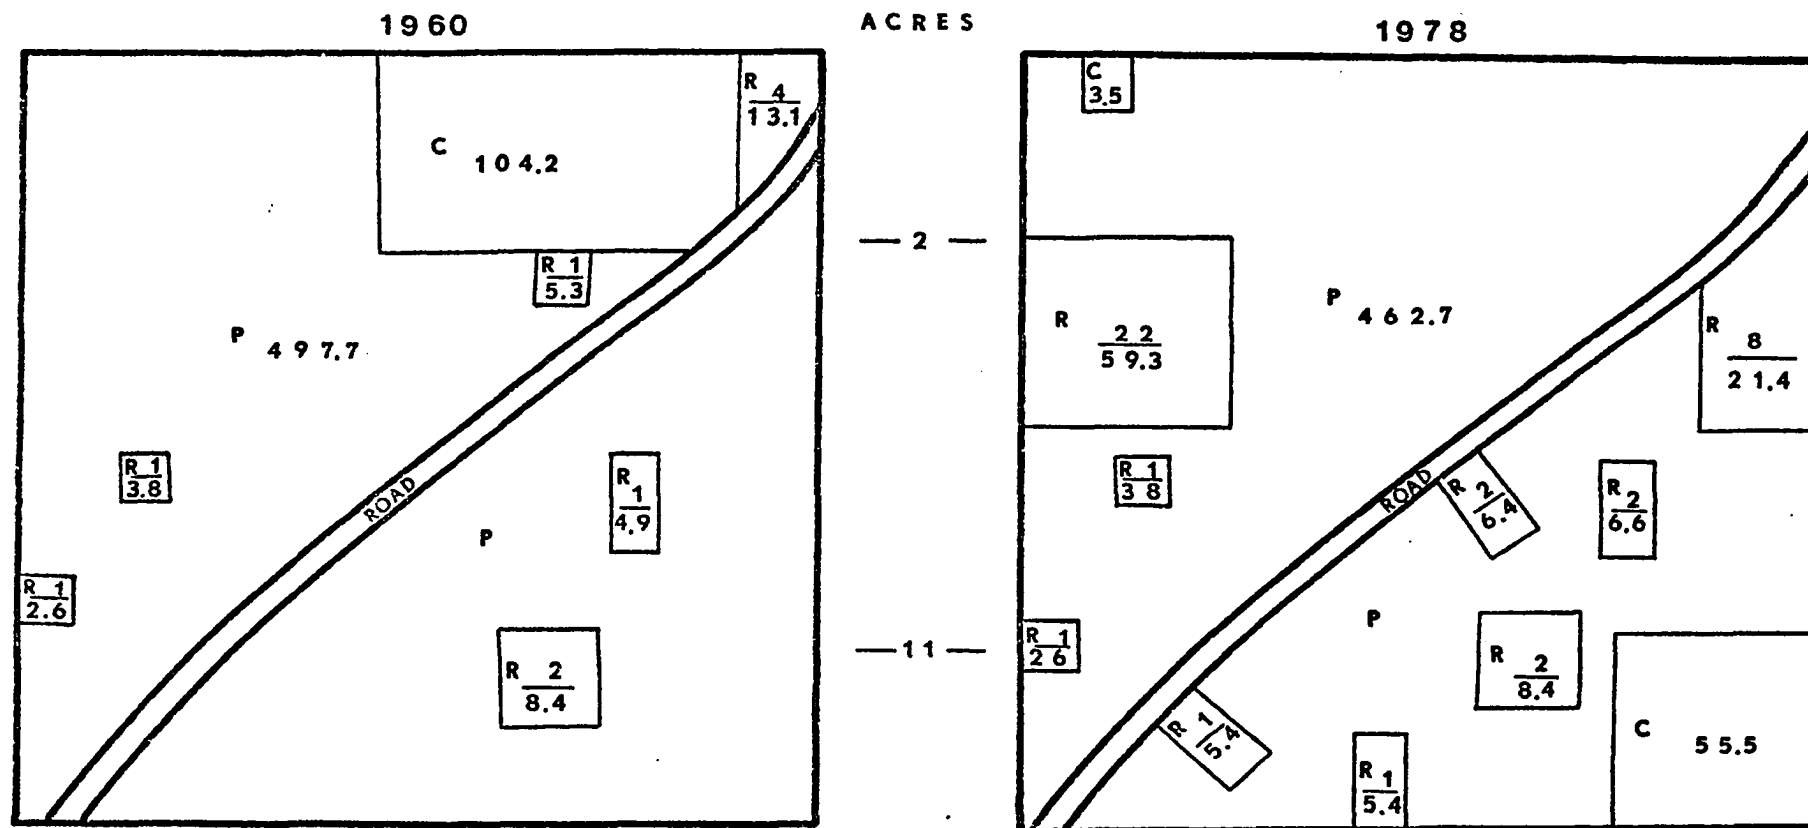 1960
ACRES
1978
R 4
13.1
C 104.2
R 1
5.3
P 497.7
R 1
3.8
ROAD
R 1
4.9
P
R 1
2.6
R 2
8.4
— 2 —
— 11 —
C
3.5
P 462.7
R 22
59.3
R 8
21.4
R 1
3 8
ROAD
R 2
6.4
R 2
6.6
P
R 1
2 6
R 2
8.4
C 55.5
R 1
5.4
R 1
5.4